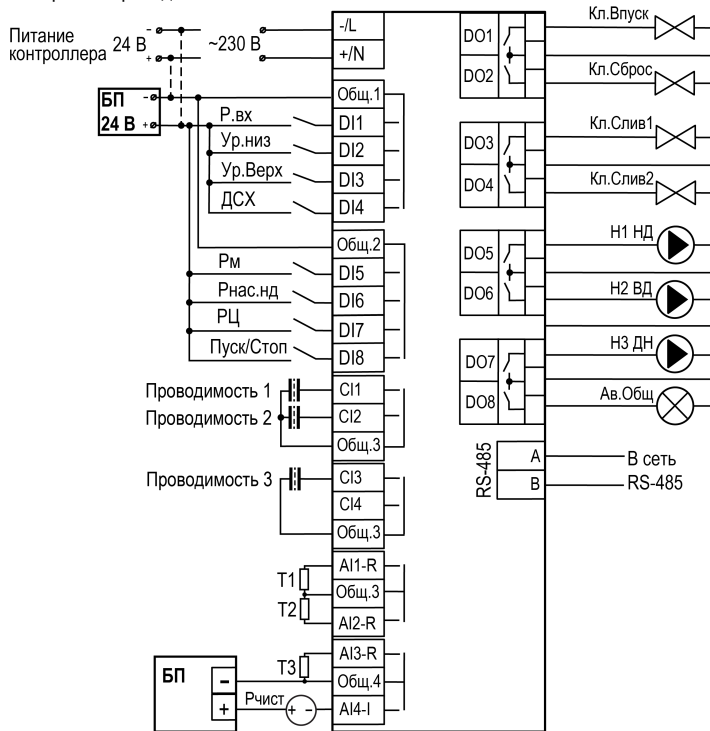 Питание контроллера
-
+
24 В
~230 В
-/L
+/N
БП
24 В
-
+
Общ.1
Р.вх
DI1
Ур.низ
DI2
Ур.Верх
DI3
ДСХ
DI4
Общ.2
Рм
DI5
Рнас.нд
DI6
РЦ
DI7
Пуск/Стоп
DI8
Проводимость 1
CI1
Проводимость 2
CI2
Общ.3
Проводимость 3
CI3
CI4
Общ.3
T1
AI1-R
Общ.3
T2
AI2-R
T3
AI3-R
БП
-
Общ.4
+
Рчист
+ -
AI4-I
DO1
Кл.Впуск
DO2
Кл.Сброс
DO3
Кл.Слив1
DO4
Кл.Слив2
DO5
Н1 НД
DO6
Н2 ВД
DO7
Н3 ДН
DO8
Ав.Общ
RS-485
A
В сеть
B
RS-485